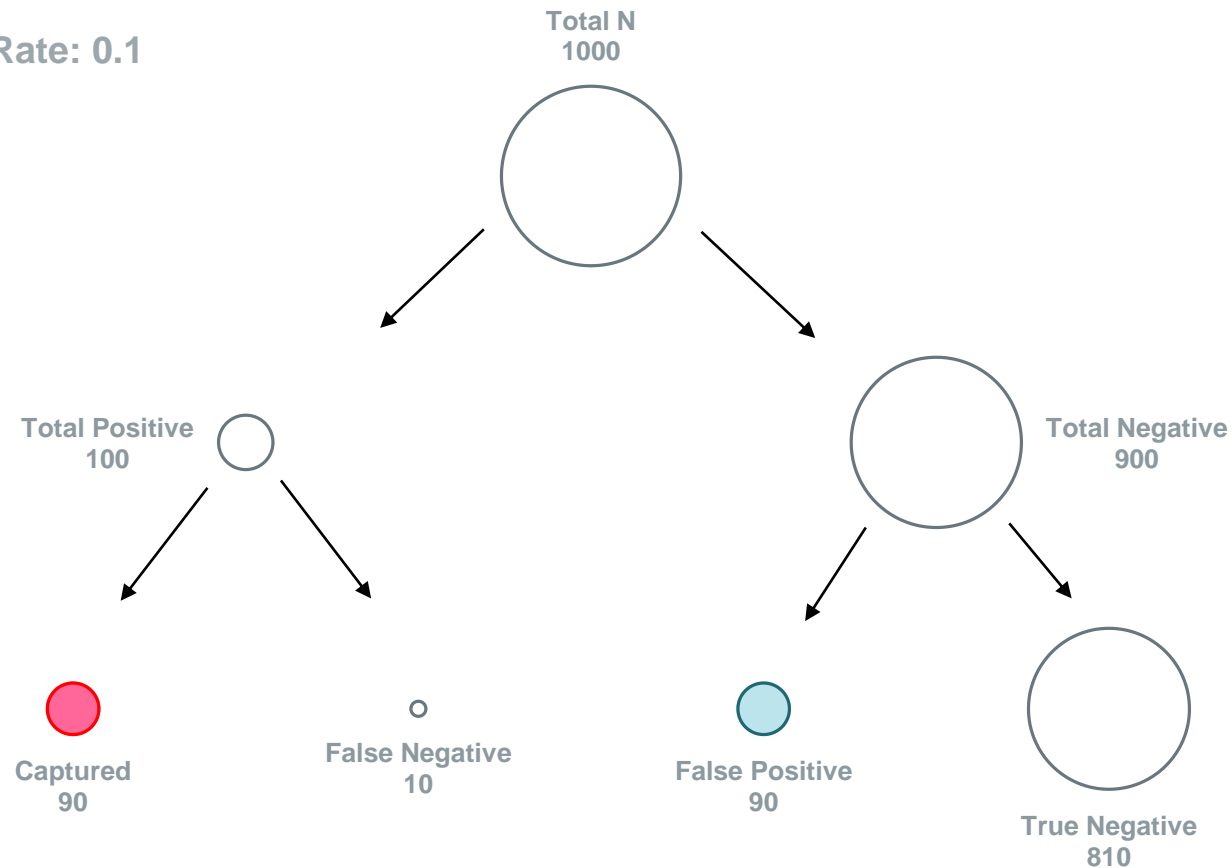 Rate: 0.1
Total N
1000
Total Positive
100
Total Negative
900
Captured
90
False Negative
10
False Positive
90
True Negative
810